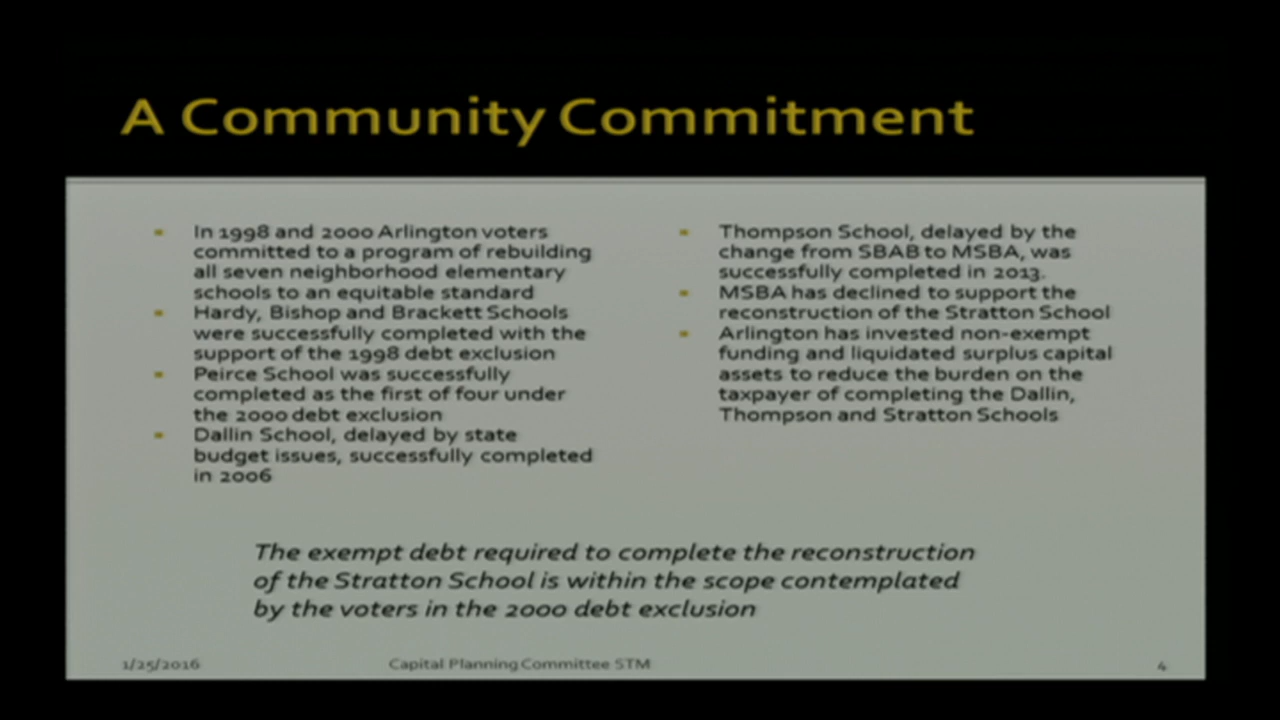 A Community Commitment
In 1998 and 2000 Arlington voters
committed to a program of rebuilding
all seven neighborhood elementary
schools to an equitable standard
Hardy, Bishop and Brackett Schools
were successfully completed with the
support of the 1998 debt exclusion
Peirce School was successfully
completed as the first of four under
the 2000 debt exclusion
Dallin School, delayed by state
budget issues, successfully completed
in 2006
Thompson School, delayed by the
change from SBAB to MSBA, was
successfully completed in 2013.
MSBA has declined to support the
reconstruction of the Stratton School
Arlington has invested non-exempt
funding and liquidated surplus capital
assets to reduce the burden on the
taxpayer of completing the Dallin,
Thompson and Stratton Schools
The exempt debt required to complete the reconstruction
of the Stratton School is within the scope contemplated
by the voters in the 2000 debt exclusion
1/25/2016
Capital Planning Committee STM
4